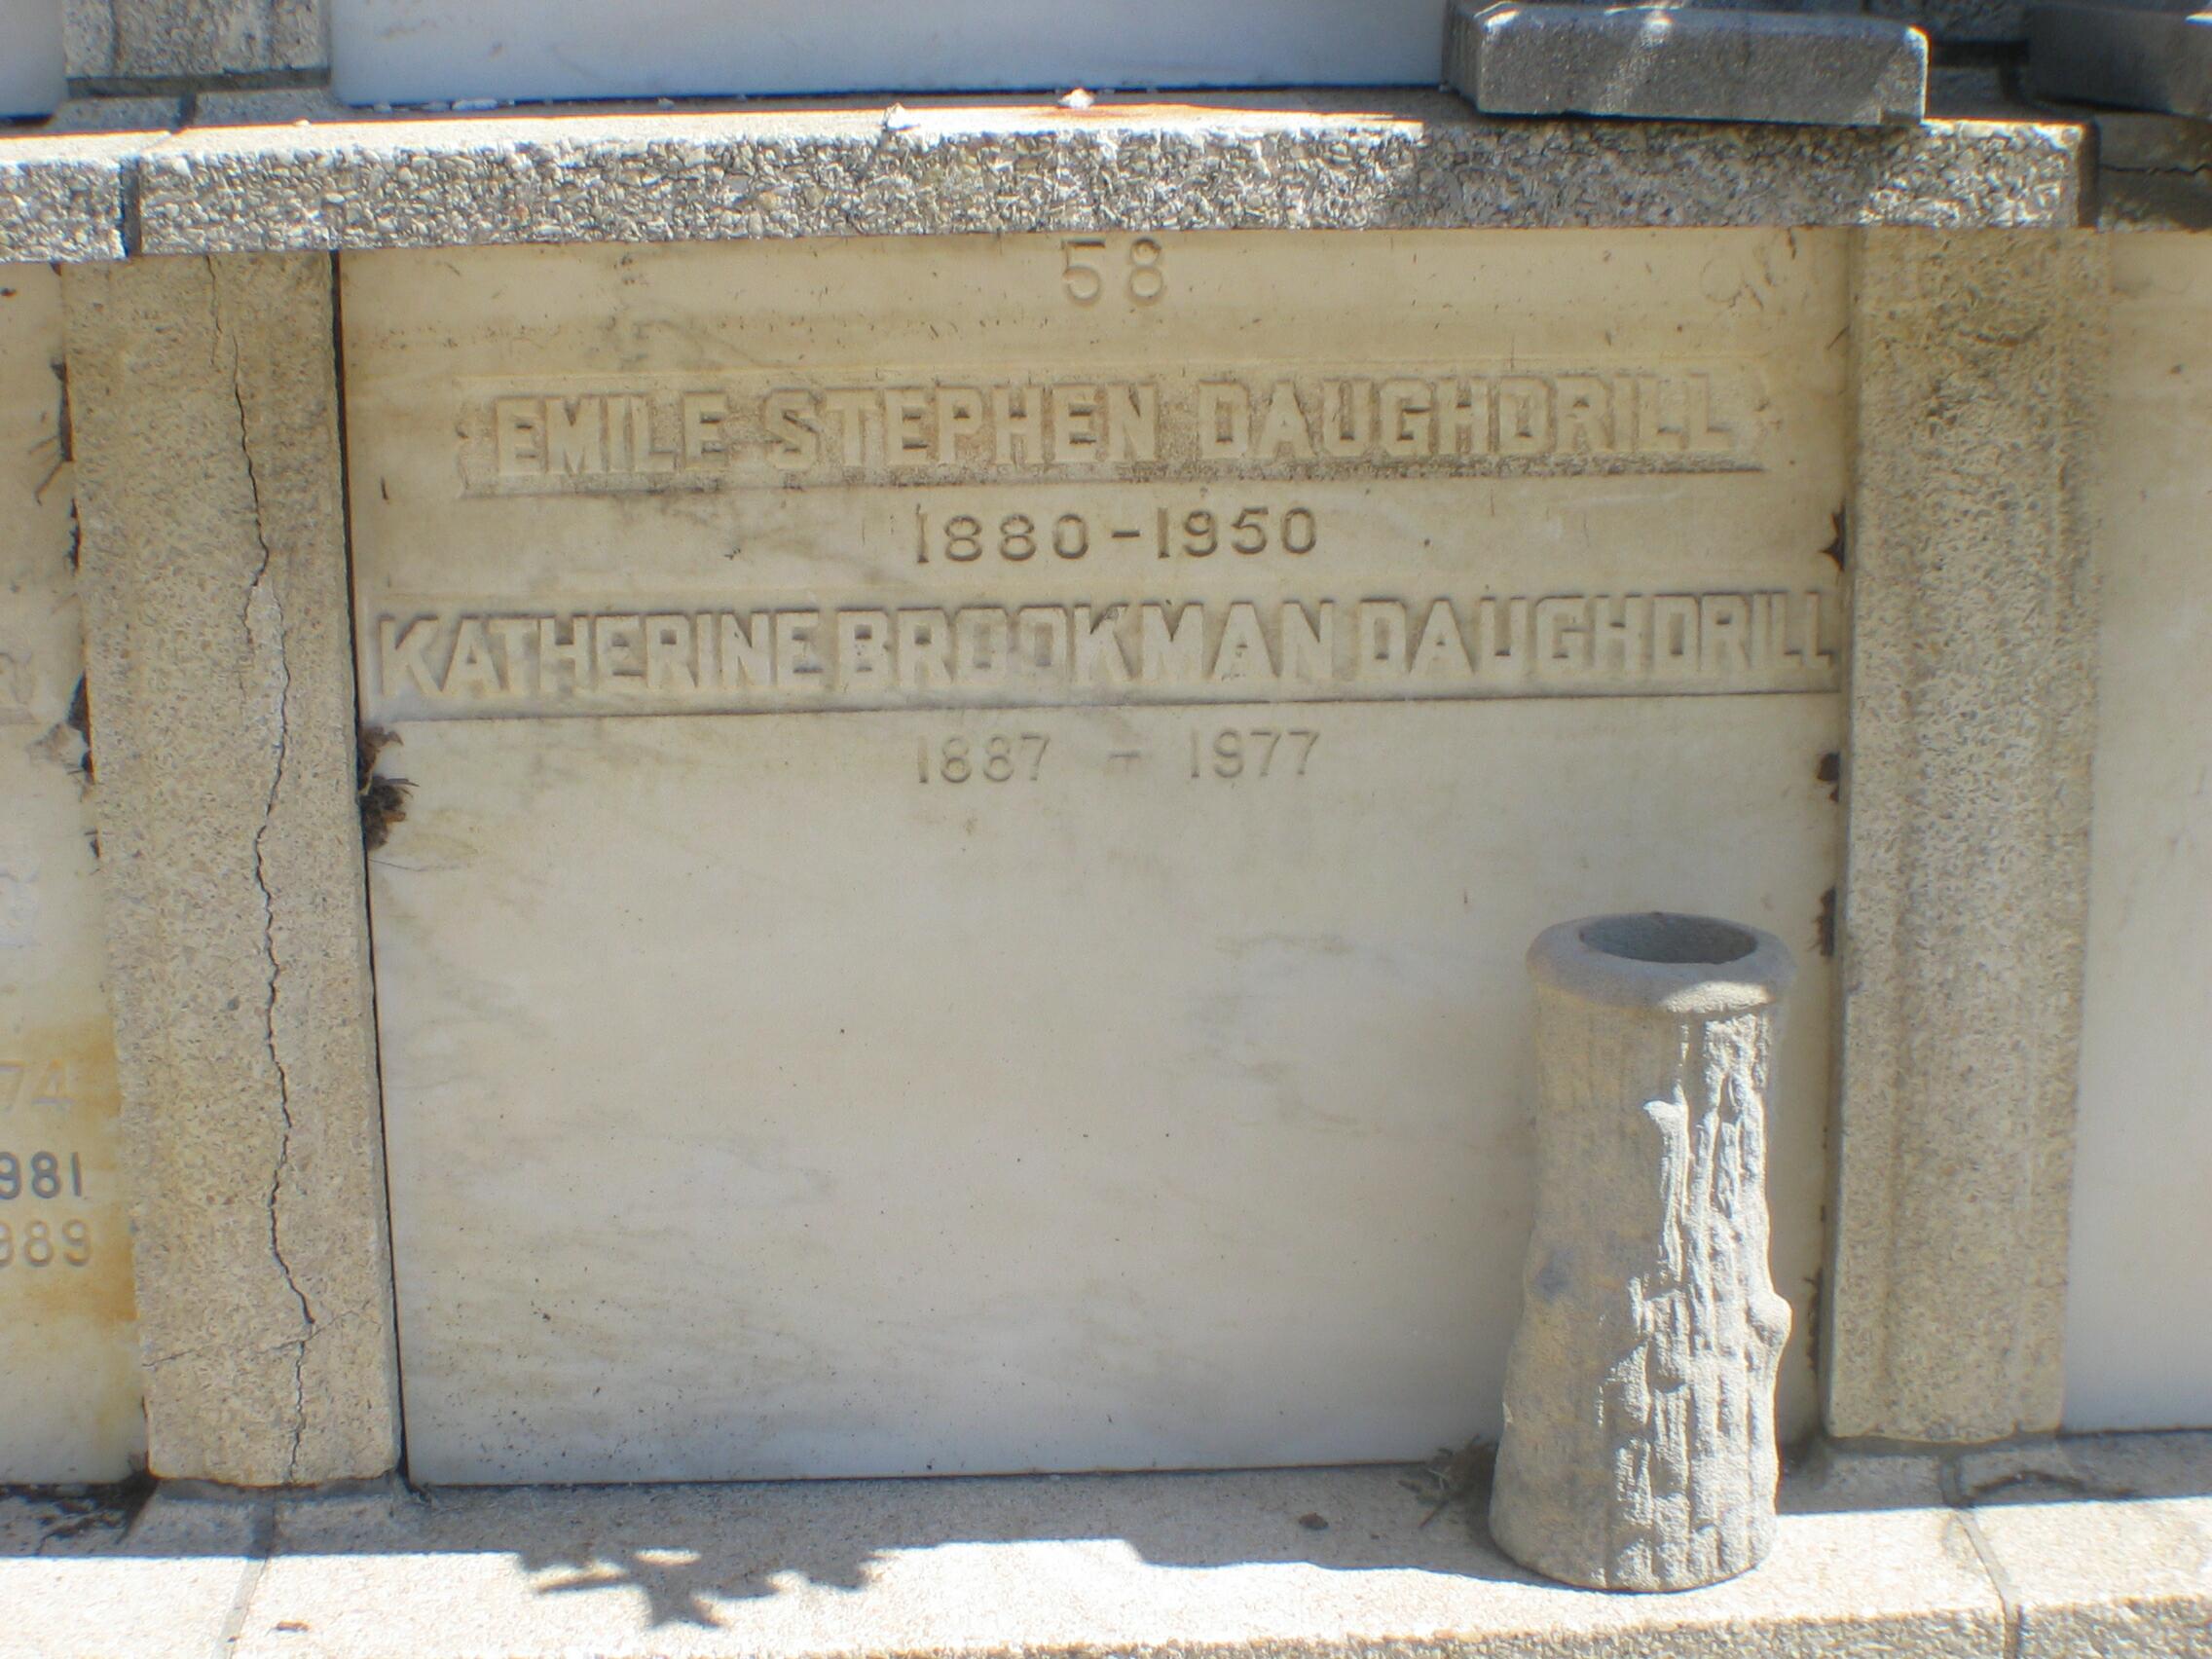 58
EMILE STEPHEN DAUGHDRILL
1880-1950
KATHERINE BROOKMAN DAUGHDRILL
1887 - 1977
74
981
989